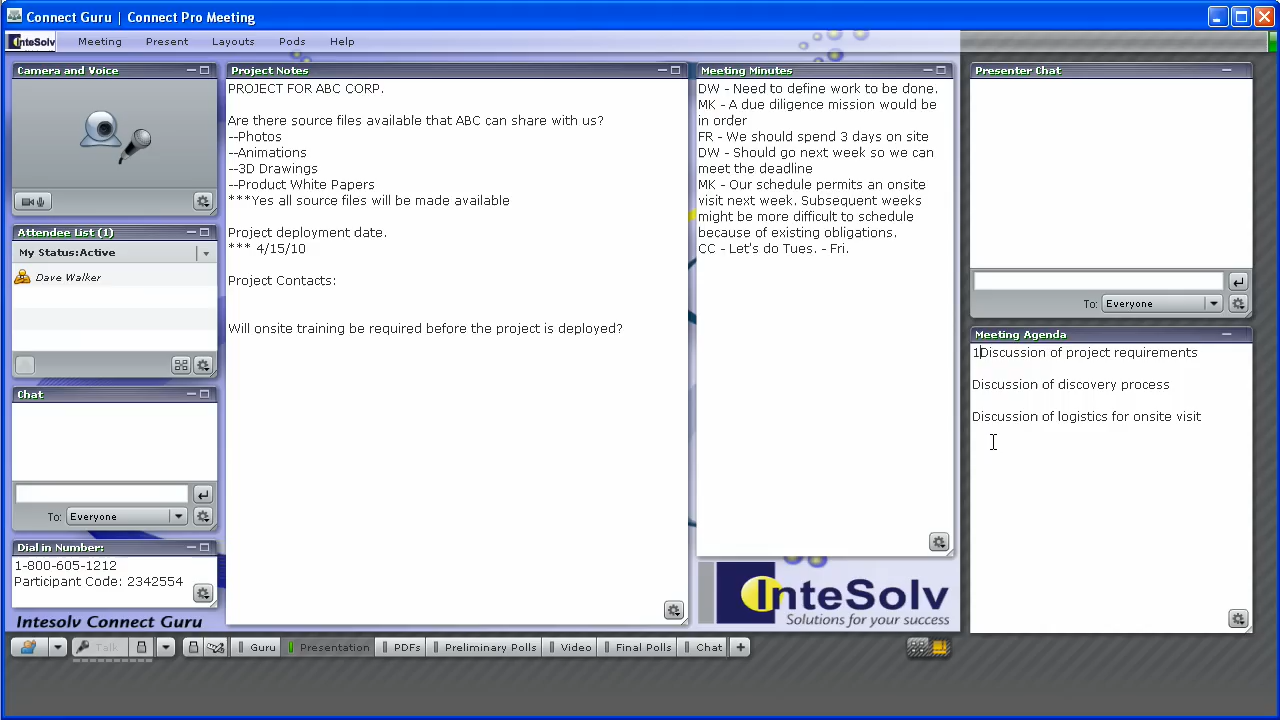 Connect Guru | Connect Pro Meeting
InteSolv
Meeting
Present
Layouts
Pods
Help
Camera and Voice
Attendee List (1)
My Status:Active
Dave Walker
Chat
To:
Everyone
Dial in Number:
1-800-605-1212
Participant Code: 2342554
Intesolv Connect Guru
Project Notes
PROJECT FOR ABC CORP.
Are there source files available that ABC can share with us?
--Photos
--Animations
--3D Drawings
--Product White Papers
***Yes all source files will be made available
Project deployment date.
*** 4/15/10
Project Contacts:
Will onsite training be required before the project is deployed?
Meeting Minutes
DW - Need to define work to be done.
MK - A due diligence mission would be
in order
FR - We should spend 3 days on site
DW - Should go next week so we can
meet the deadline
MK - Our schedule permits an onsite
visit next week. Subsequent weeks
might be more difficult to schedule
because of existing obligations.
CC - Let's do Tues. - Fri.
InteSolv
Solutions for your success
Presenter Chat
To:
Everyone
Meeting Agenda
1Discussion of project requirements
Discussion of discovery process
Discussion of logistics for onsite visit
Talk
Guru
Presentation
PDFs
Preliminary Polls
Video
Final Polls
Chat